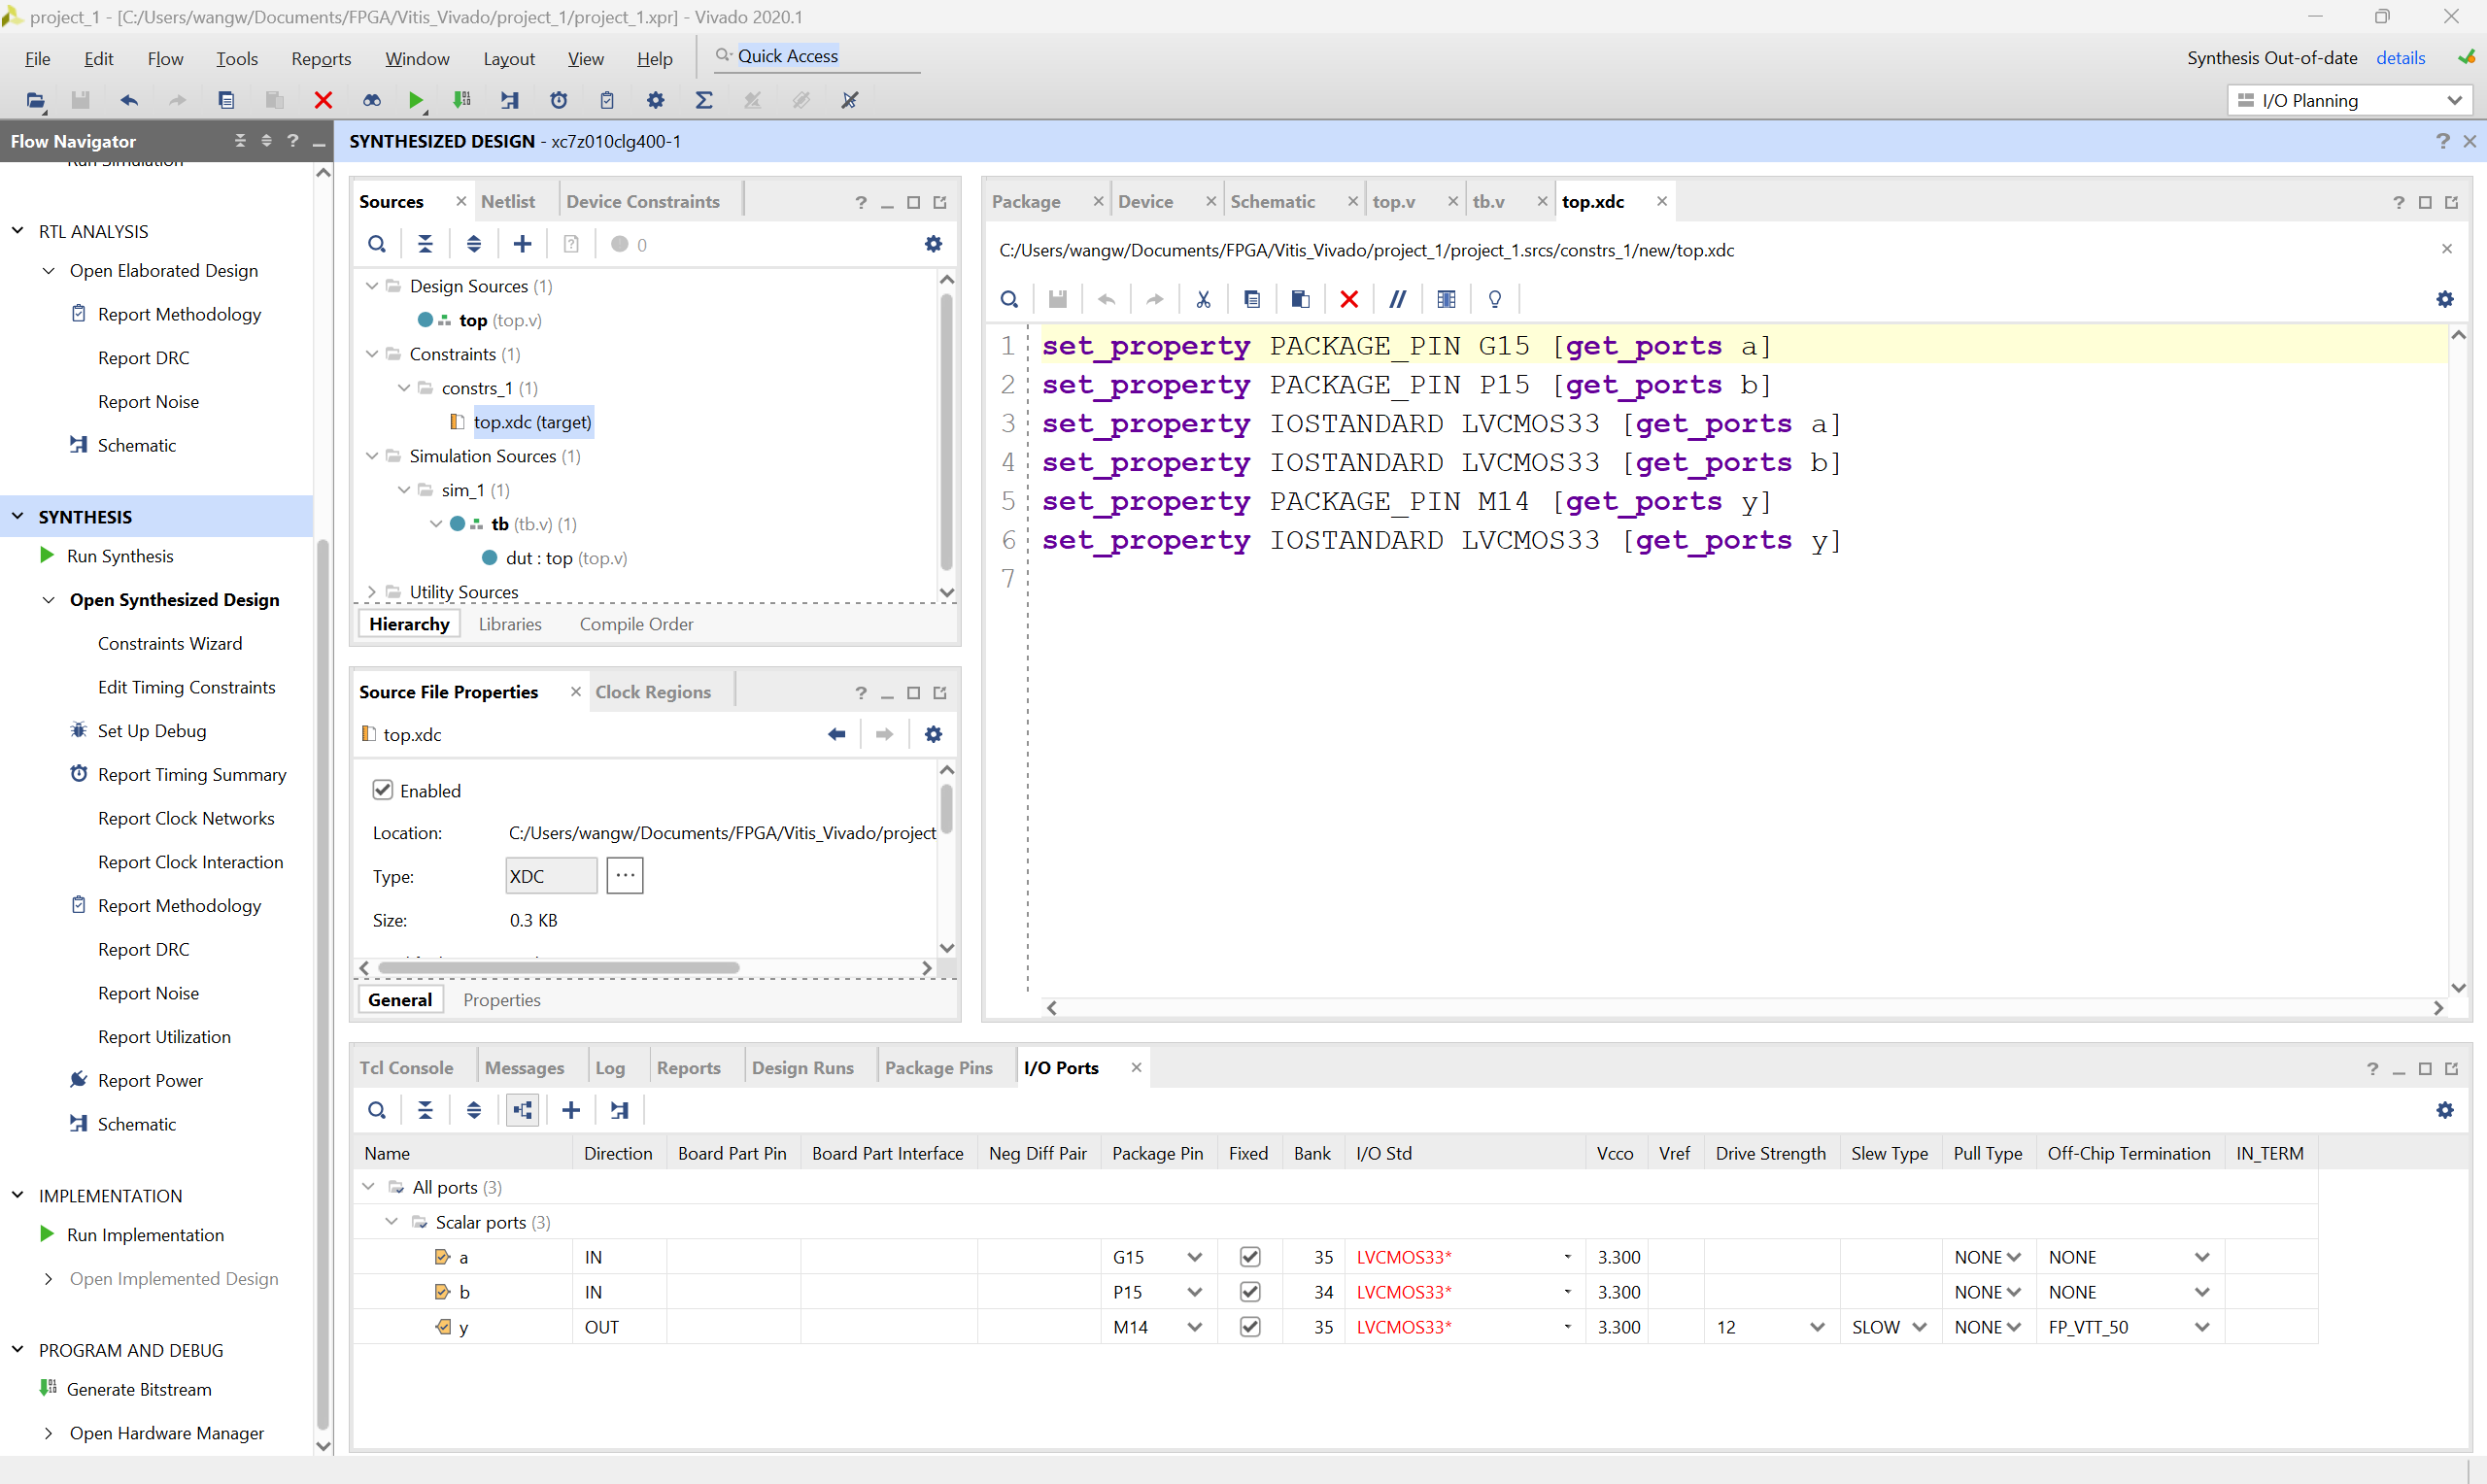 project_1 - [C:/Users/wangw/Documents/FPGA/Vitis_Vivado/project_1/project_1.xpr] - Vivado 2020.1
File Edit Flow Tools Reports Window Layout View Help Quick Access
Synthesis Out-of-date details
I/O Planning
Flow Navigator
SYNTHESIZED DESIGN - xc7z010clg400-1
Run Simulation
RTL ANALYSIS
Open Elaborated Design
Report Methodology
Report DRC
Report Noise
Schematic
SYNTHESIS
Run Synthesis
Open Synthesized Design
Constraints Wizard
Edit Timing Constraints
Set Up Debug
Report Timing Summary
Report Clock Networks
Report Clock Interaction
Report Methodology
Report DRC
Report Noise
Report Utilization
Report Power
Schematic
IMPLEMENTATION
Run Implementation
Open Implemented Design
PROGRAM AND DEBUG
Generate Bitstream
Open Hardware Manager
Sources Netlist Device Constraints
0
Design Sources (1)
top (top.v)
Constraints (1)
constrs_1 (1)
top.xdc (target)
Simulation Sources (1)
sim_1 (1)
tb (tb.v) (1)
dut : top (top.v)
Utility Sources
Hierarchy Libraries Compile Order
Source File Properties Clock Regions
top.xdc
Enabled
Location: C:/Users/wangw/Documents/FPGA/Vitis_Vivado/project
Type: XDC ...
Size: 0.3 KB
General Properties
Package Device Schematic top.v tb.v top.xdc
C:/Users/wangw/Documents/FPGA/Vitis_Vivado/project_1/project_1.srcs/constrs_1/new/top.xdc
1 set_property PACKAGE_PIN G15 [get_ports a]
2 set_property PACKAGE_PIN P15 [get_ports b]
3 set_property IOSTANDARD LVCMOS33 [get_ports a]
4 set_property IOSTANDARD LVCMOS33 [get_ports b]
5 set_property PACKAGE_PIN M14 [get_ports y]
6 set_property IOSTANDARD LVCMOS33 [get_ports y]
7
Tcl Console Messages Log Reports Design Runs Package Pins I/O Ports
Name Direction Board Part Pin Board Part Interface Neg Diff Pair Package Pin Fixed Bank I/O Std Vcco Vref Drive Strength Slew Type Pull Type Off-Chip Termination IN_TERM
All ports (3)
Scalar ports (3)
a IN G15 35 LVCMOS33* 3.300 NONE NONE
b IN P15 34 LVCMOS33* 3.300 NONE NONE
y OUT M14 35 LVCMOS33* 3.300 12 SLOW NONE FP_VTT_50